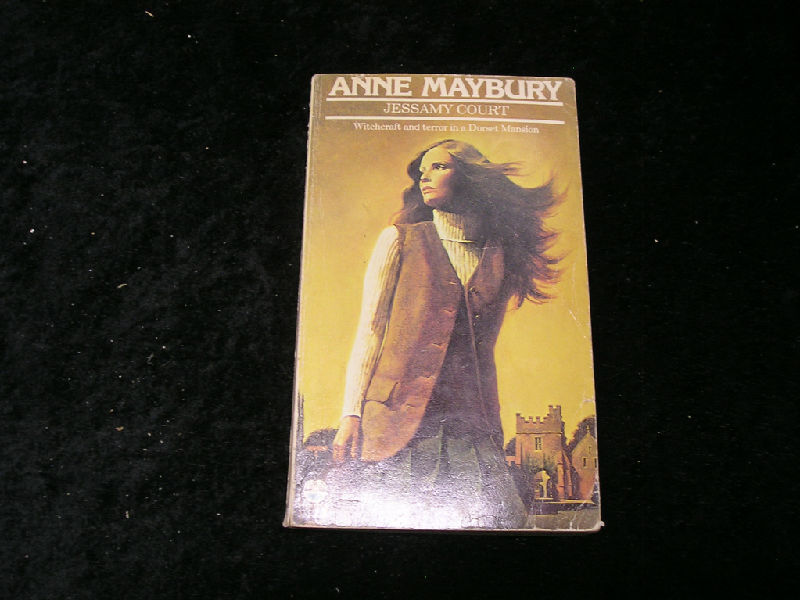 ANNE MAYBURY
JESSAMY COURT
Witchcraft and terror in a Dorset Mansion